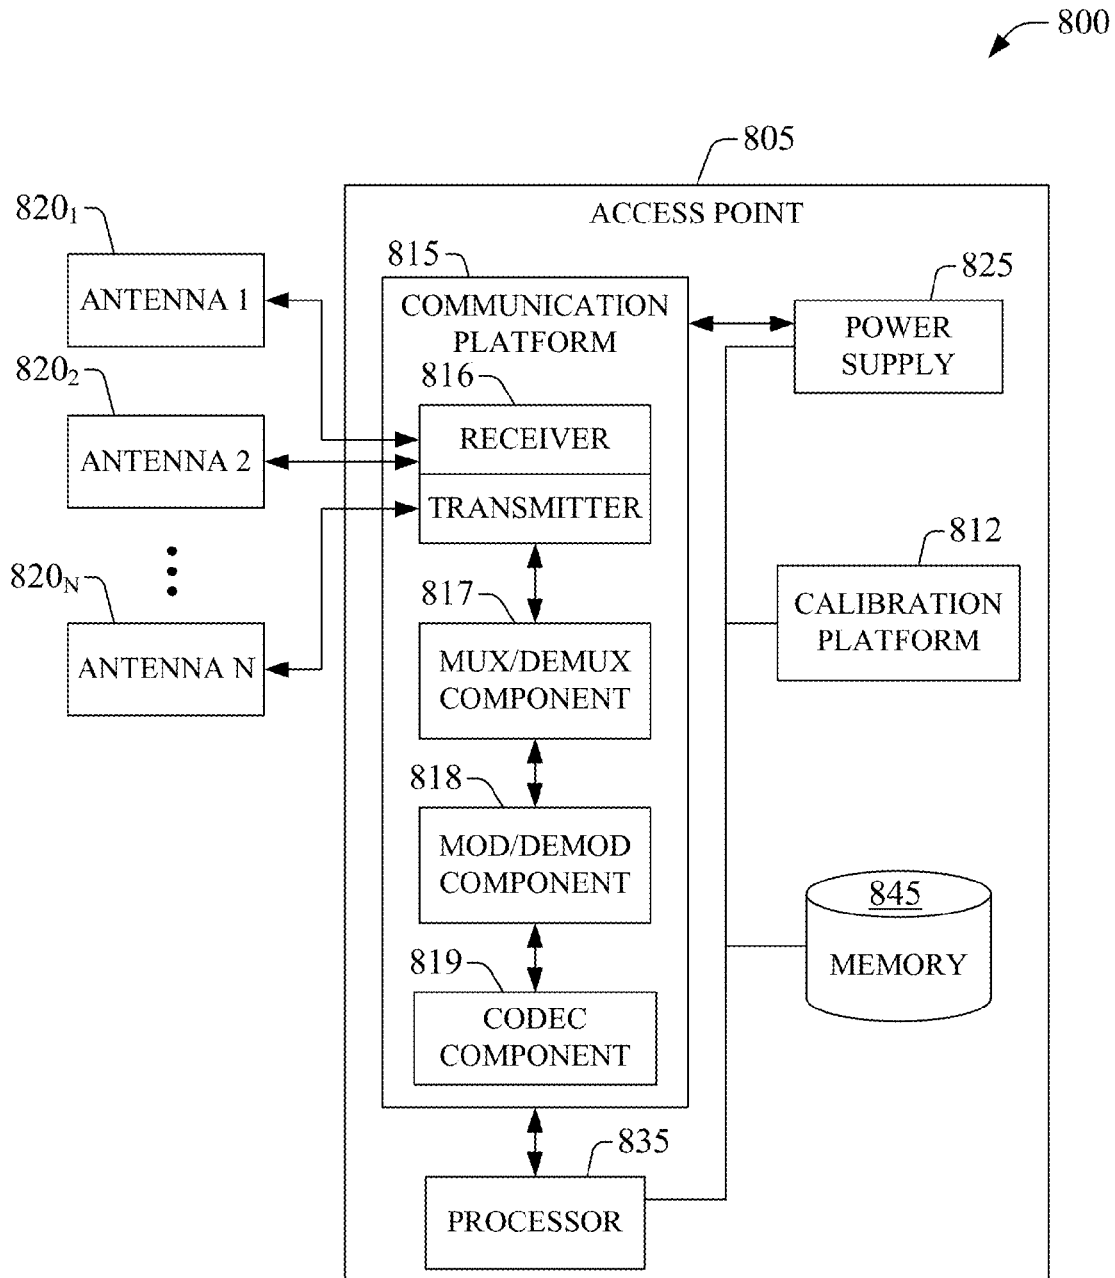 800
805
ACCESS POINT
820₁
ANTENNA 1
820₂
ANTENNA 2
820N
ANTENNA N
815
COMMUNICATION
PLATFORM
816
RECEIVER
TRANSMITTER
817
MUX/DEMUX
COMPONENT
818
MOD/DEMOD
COMPONENT
819
CODEC
COMPONENT
835
PROCESSOR
825
POWER
SUPPLY
812
CALIBRATION
PLATFORM
845
MEMORY